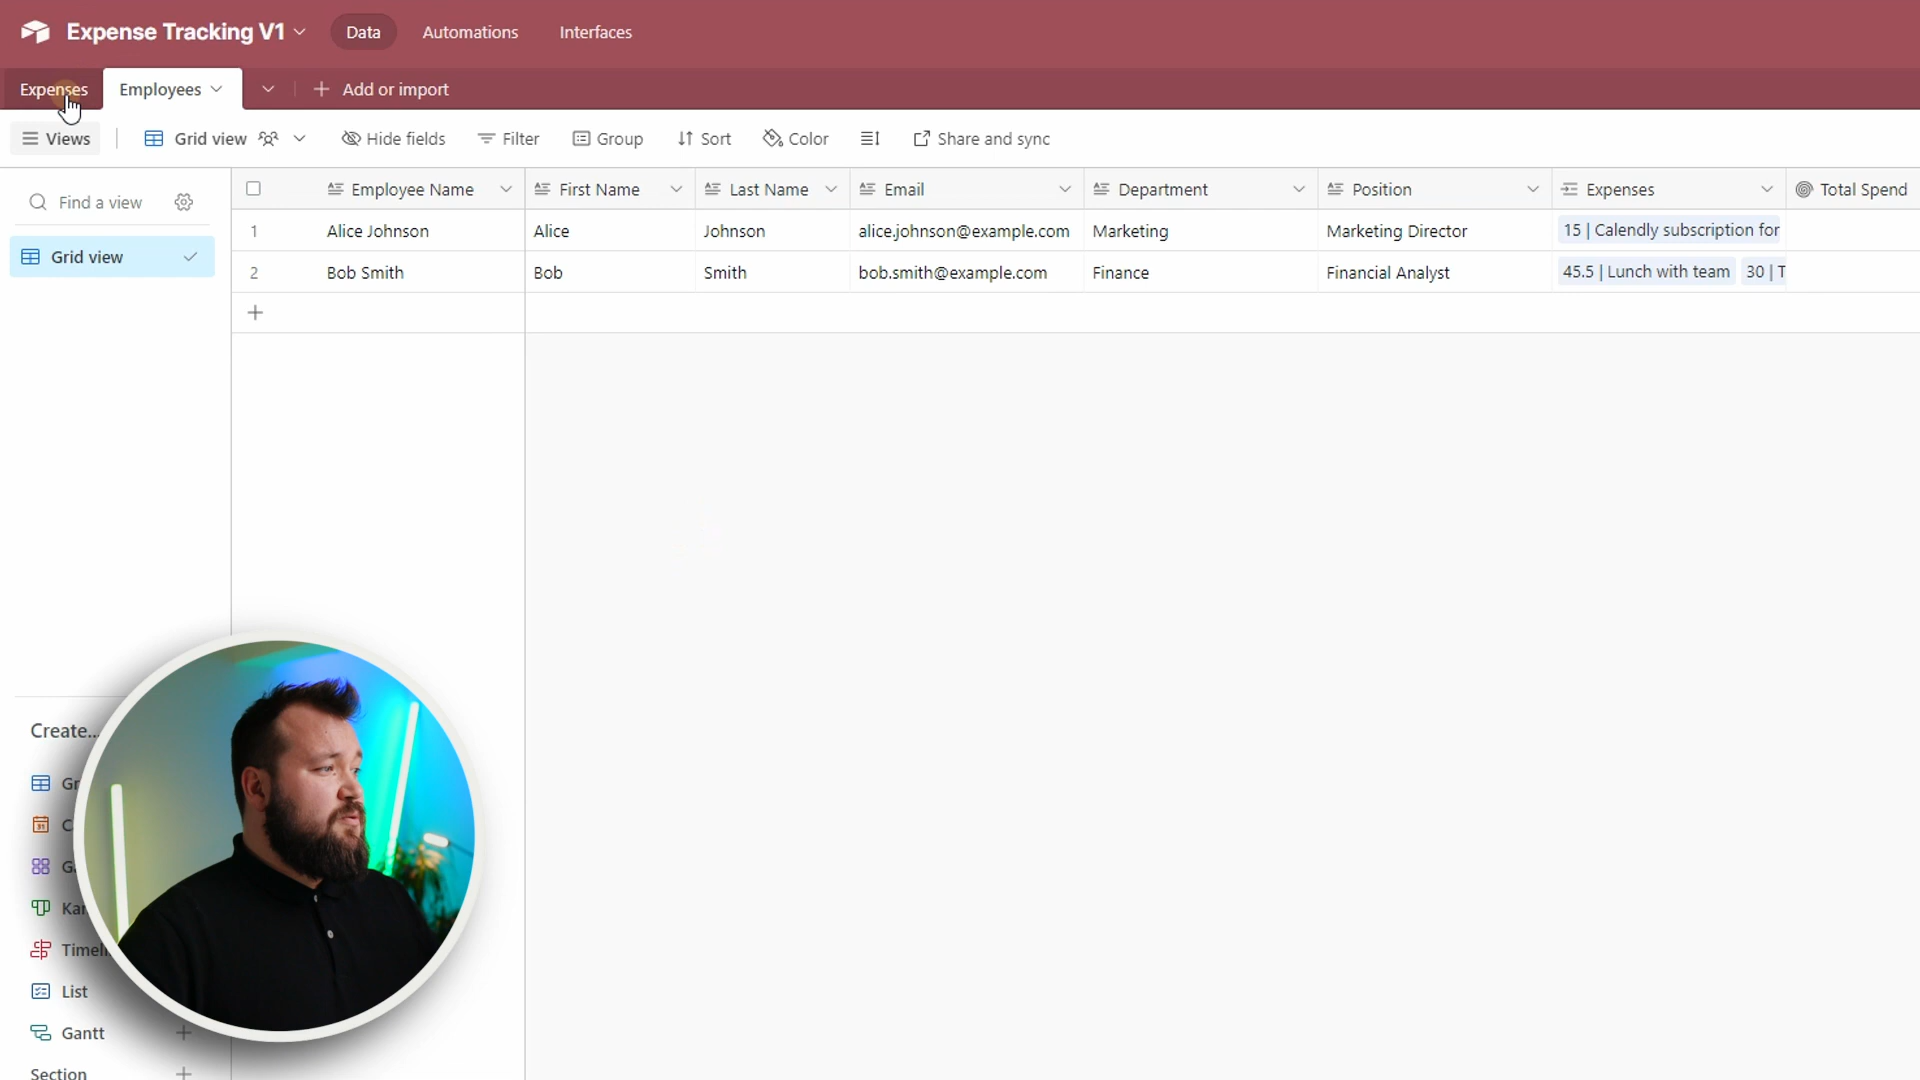 Expense Tracking V1 Data Automations Interfaces
Expenses Employees Add or import
Views Grid view Hide fields Filter Group Sort Color Share and sync
Find a view
Grid view
Employee Name First Name Last Name Email Department Position Expenses Total Spend
1 Alice Johnson Alice Johnson alice.johnson@example.com Marketing Marketing Director 15 | Calendly subscription for
2 Bob Smith Bob Smith bob.smith@example.com Finance Financial Analyst 45.5 | Lunch with team 30 | T
Create...
Gr
C
Ga
Kan
Timeli
List
Gantt
Section